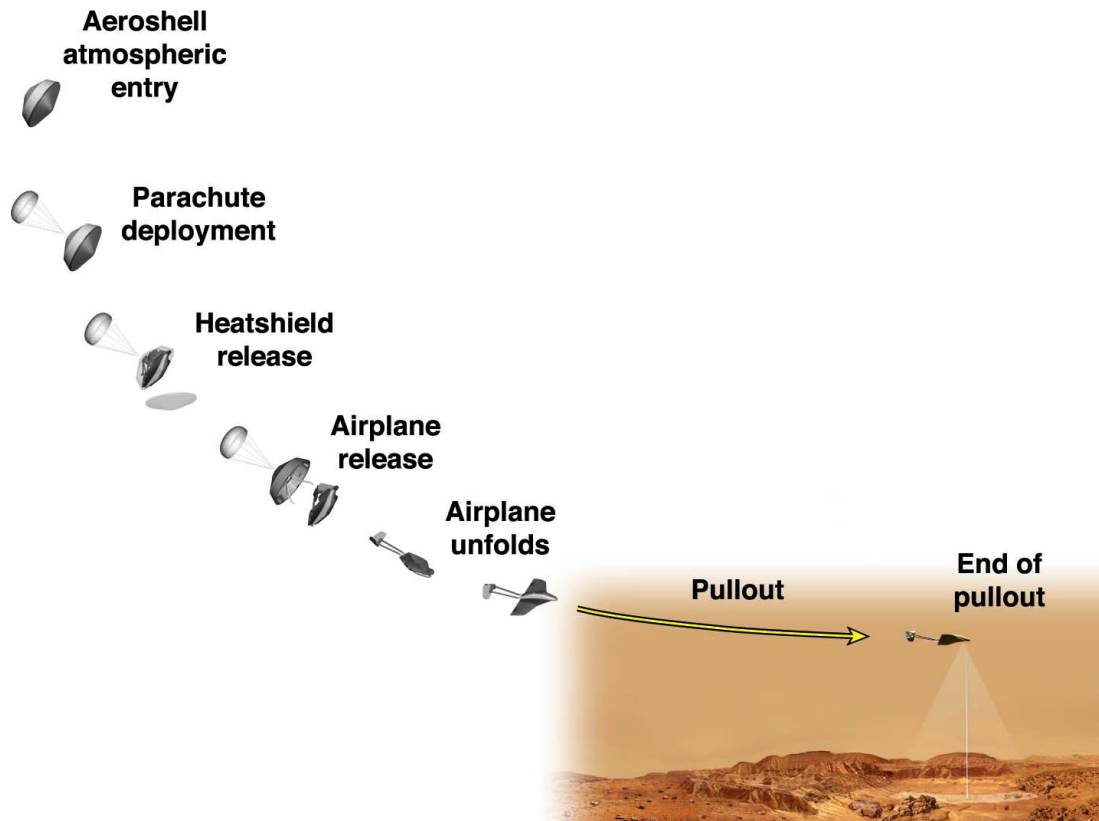 Aeroshell
atmospheric
entry
Parachute
deployment
Heatshield
release
Airplane
release
Airplane
unfolds
Pullout
End of
pullout